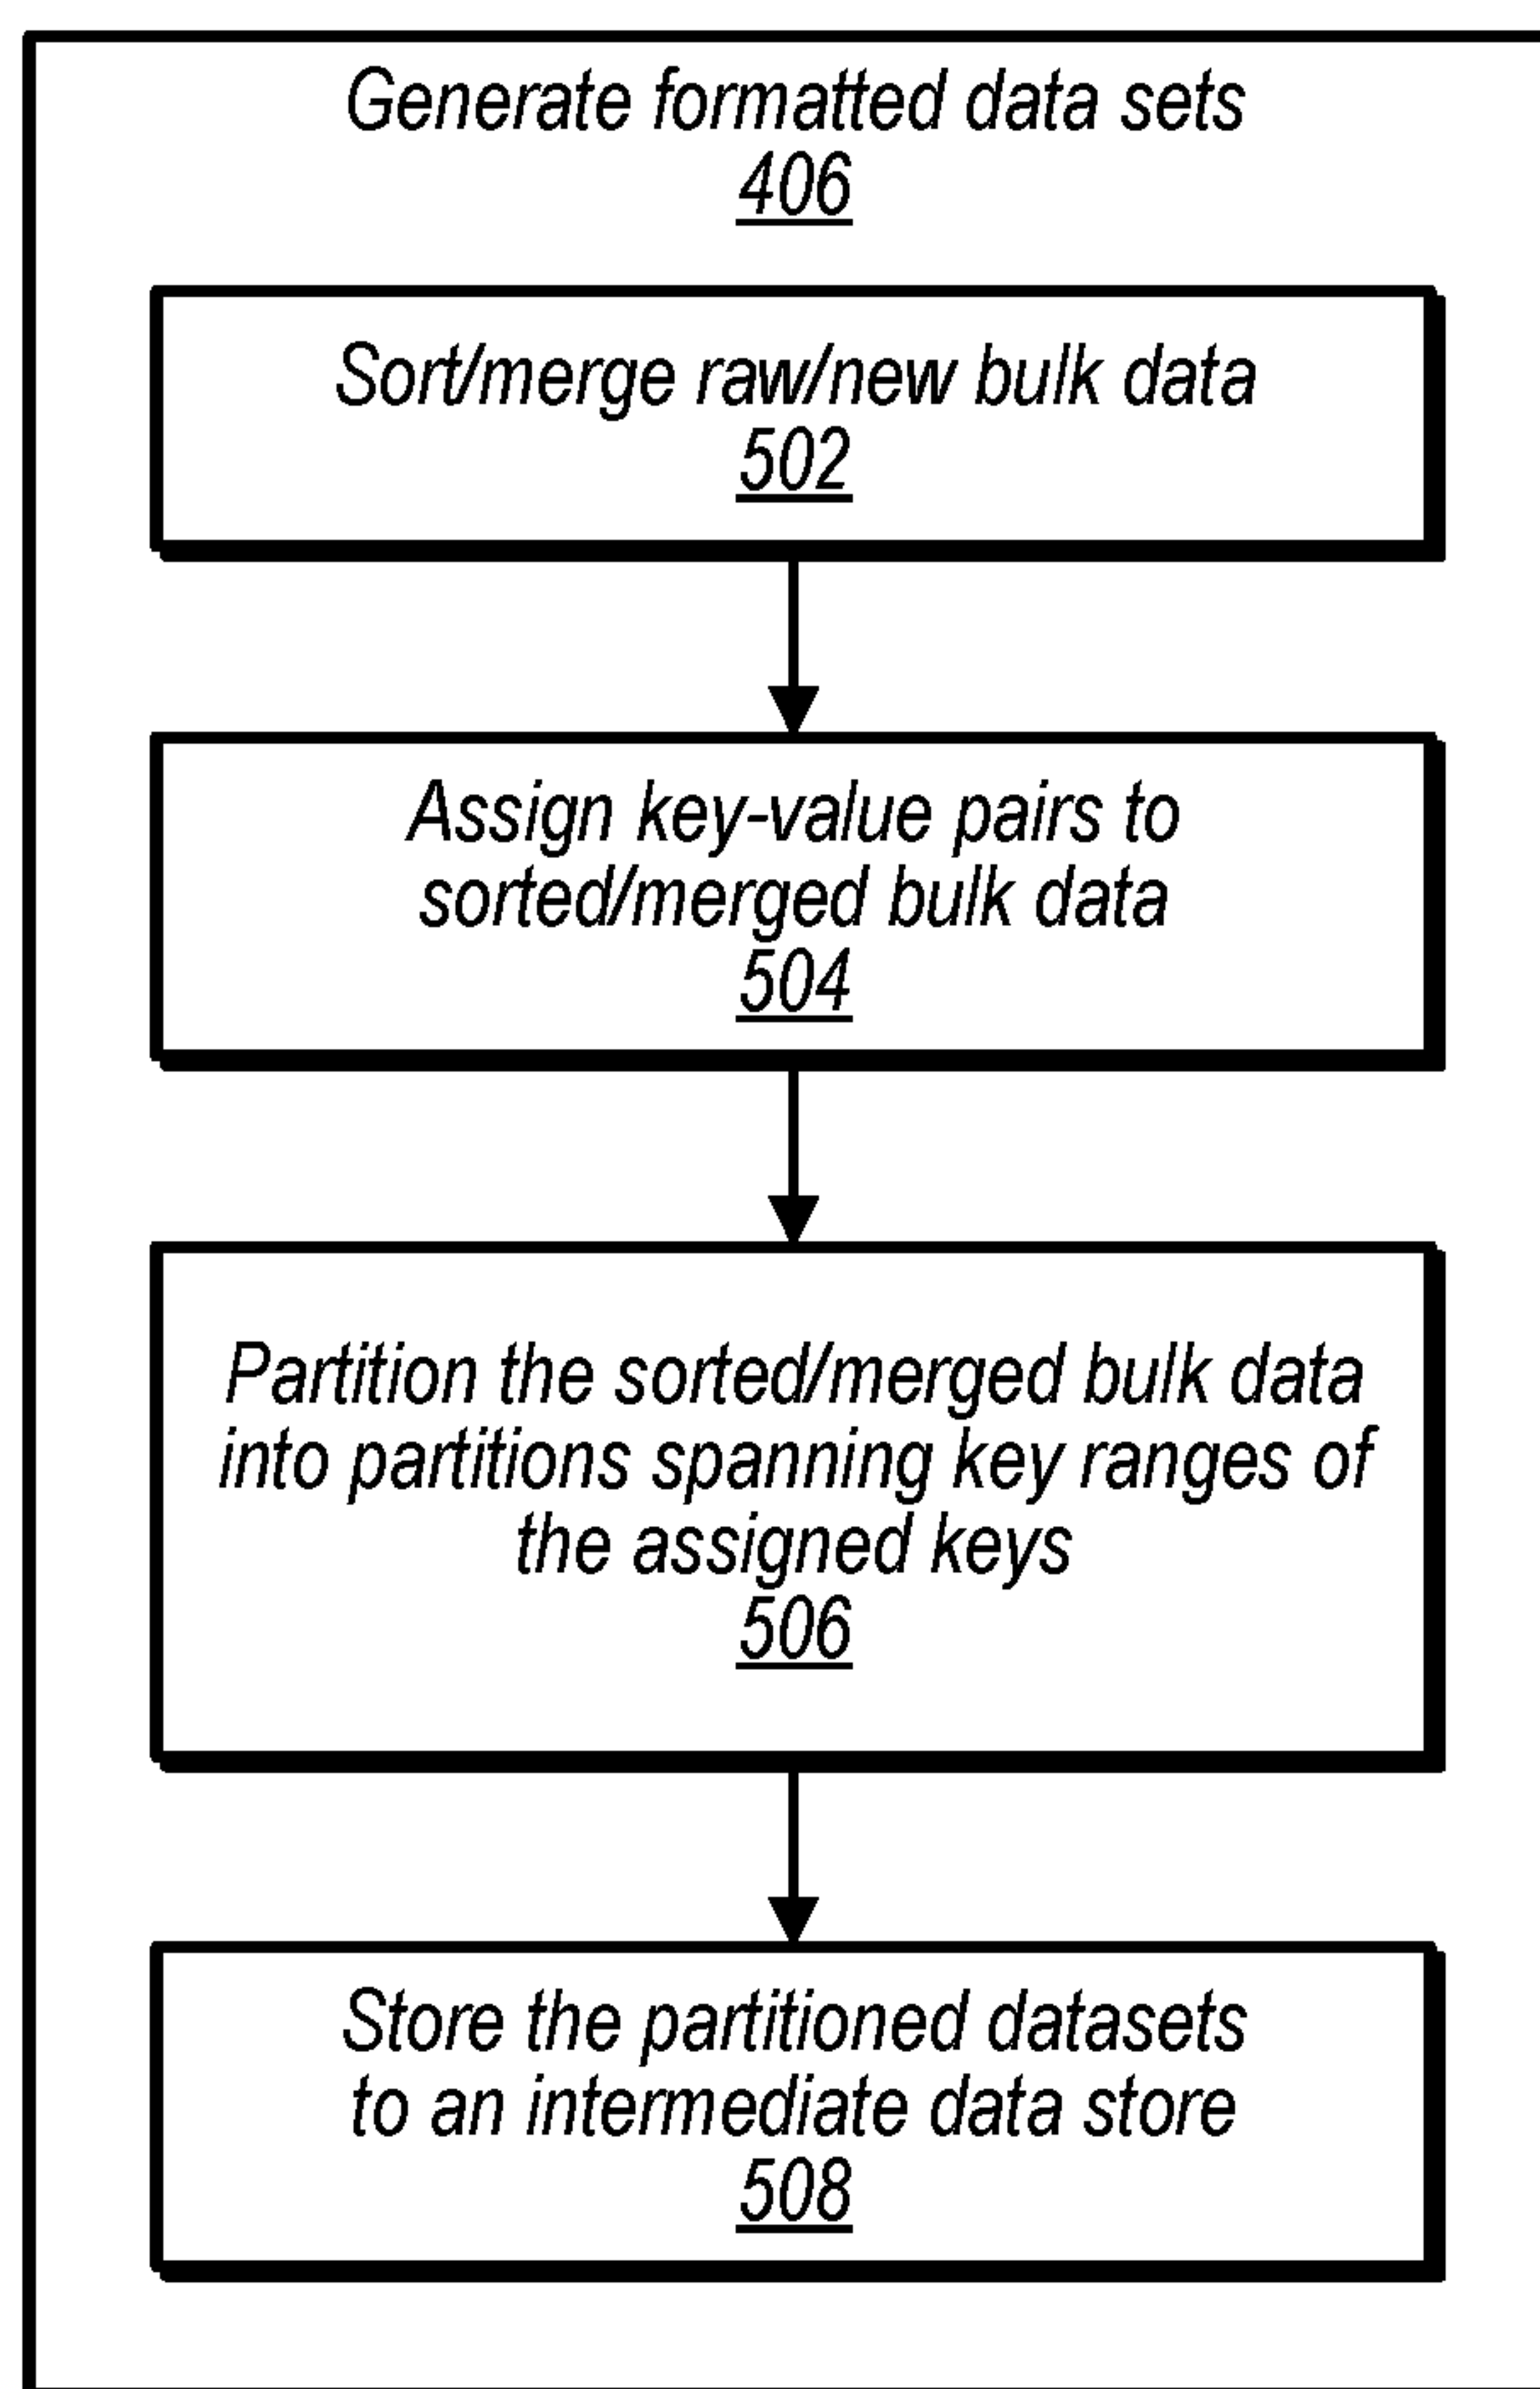 Generate formatted data sets
406
Sort/merge raw/new bulk data
502
Assign key-value pairs to
sorted/merged bulk data
504
Partition the sorted/merged bulk data
into partitions spanning key ranges of
the assigned keys
506
Store the partitioned datasets
to an intermediate data store
508